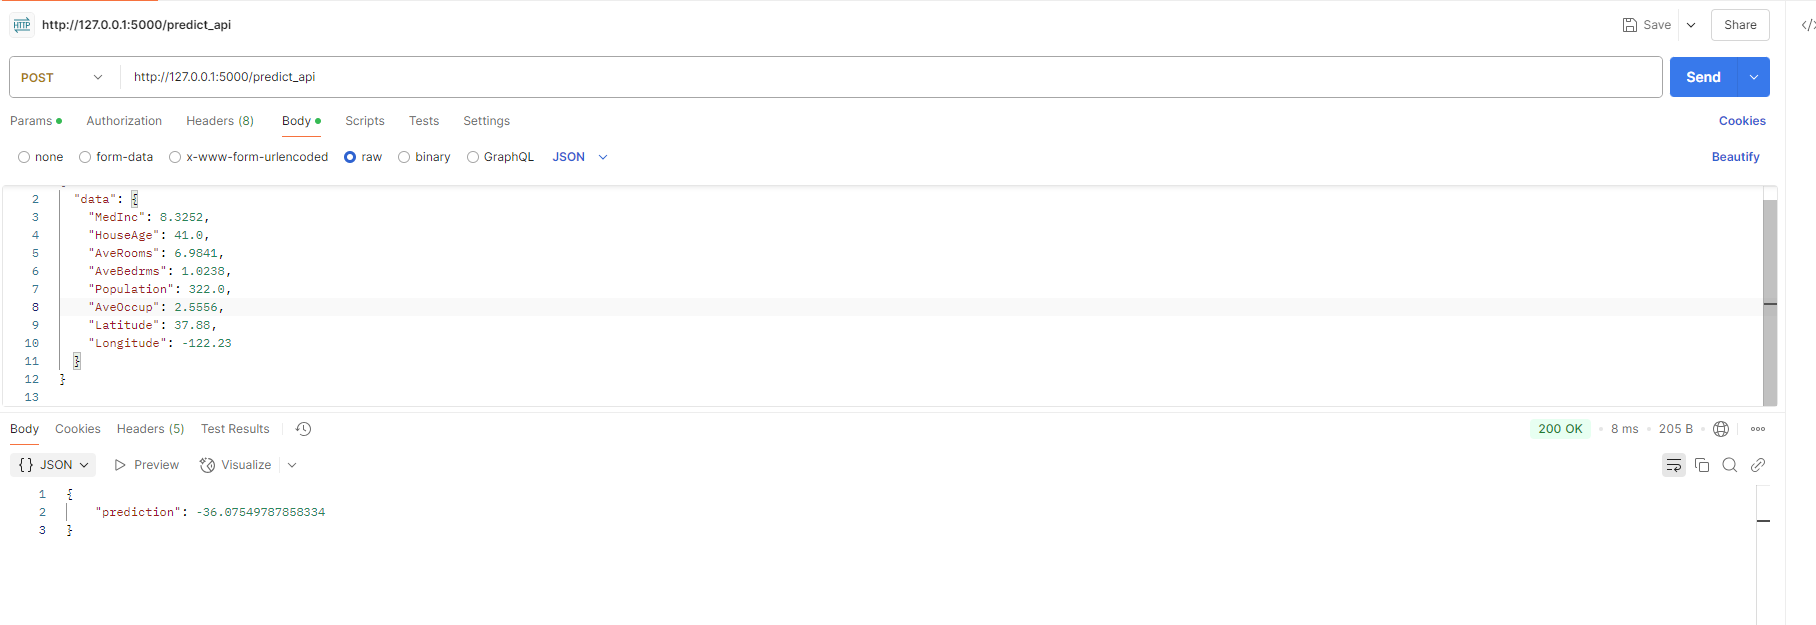 HTTP http://127.0.0.1:5000/predict_api Save Share
POST http://127.0.0.1:5000/predict_api Send
Params Authorization Headers (8) Body Scripts Tests Settings Cookies
none form-data x-www-form-urlencoded raw binary GraphQL JSON Beautify
2 "data": {
3 "MedInc": 8.3252,
4 "HouseAge": 41.0,
5 "AveRooms": 6.9841,
6 "AveBedrms": 1.0238,
7 "Population": 322.0,
8 "AveOccup": 2.5556,
9 "Latitude": 37.88,
10 "Longitude": -122.23
11 }
12 }
13
Body Cookies Headers (5) Test Results 200 OK • 8 ms • 205 B •
{} JSON Preview Visualize
1 {
2 "prediction": -36.07549787858334
3 }